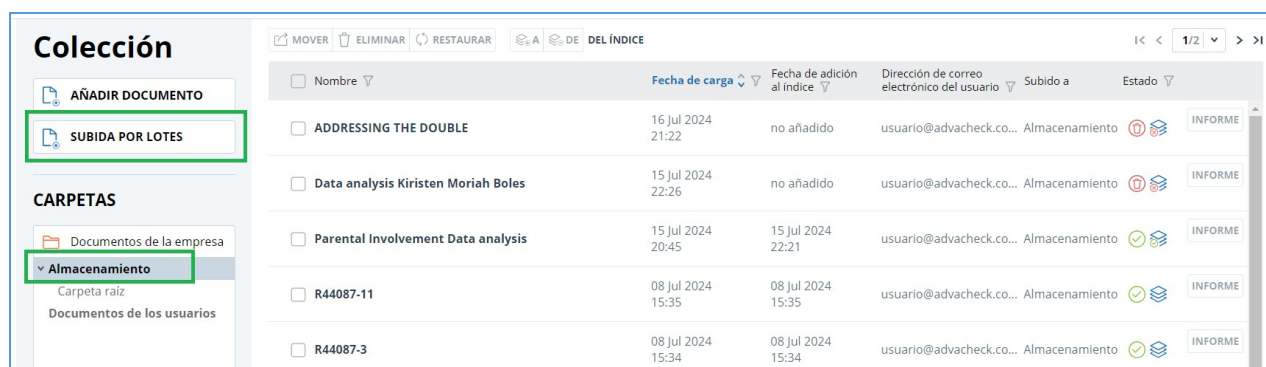 Colección
AÑADIR DOCUMENTO
SUBIDA POR LOTES
CARPETAS
Documentos de la empresa
Almacenamiento
Carpeta raíz
Documentos de los usuarios
MOVER ELIMINAR RESTAURAR A DE DEL ÍNDICE 1/2
Nombre Fecha de carga Fecha de adición al índice Dirección de correo electrónico del usuario Subido a Estado
ADDRESSING THE DOUBLE 16 Jul 2024 21:22 no añadido usuario@advacheck.co... Almacenamiento INFORME
Data analysis Kiristen Moriah Boles 15 Jul 2024 22:26 no añadido usuario@advacheck.co... Almacenamiento INFORME
Parental Involvement Data analysis 15 Jul 2024 20:45 15 Jul 2024 22:21 usuario@advacheck.co... Almacenamiento INFORME
R44087-11 08 Jul 2024 15:35 08 Jul 2024 15:35 usuario@advacheck.co... Almacenamiento INFORME
R44087-3 08 Jul 2024 15:34 08 Jul 2024 15:34 usuario@advacheck.co... Almacenamiento INFORME